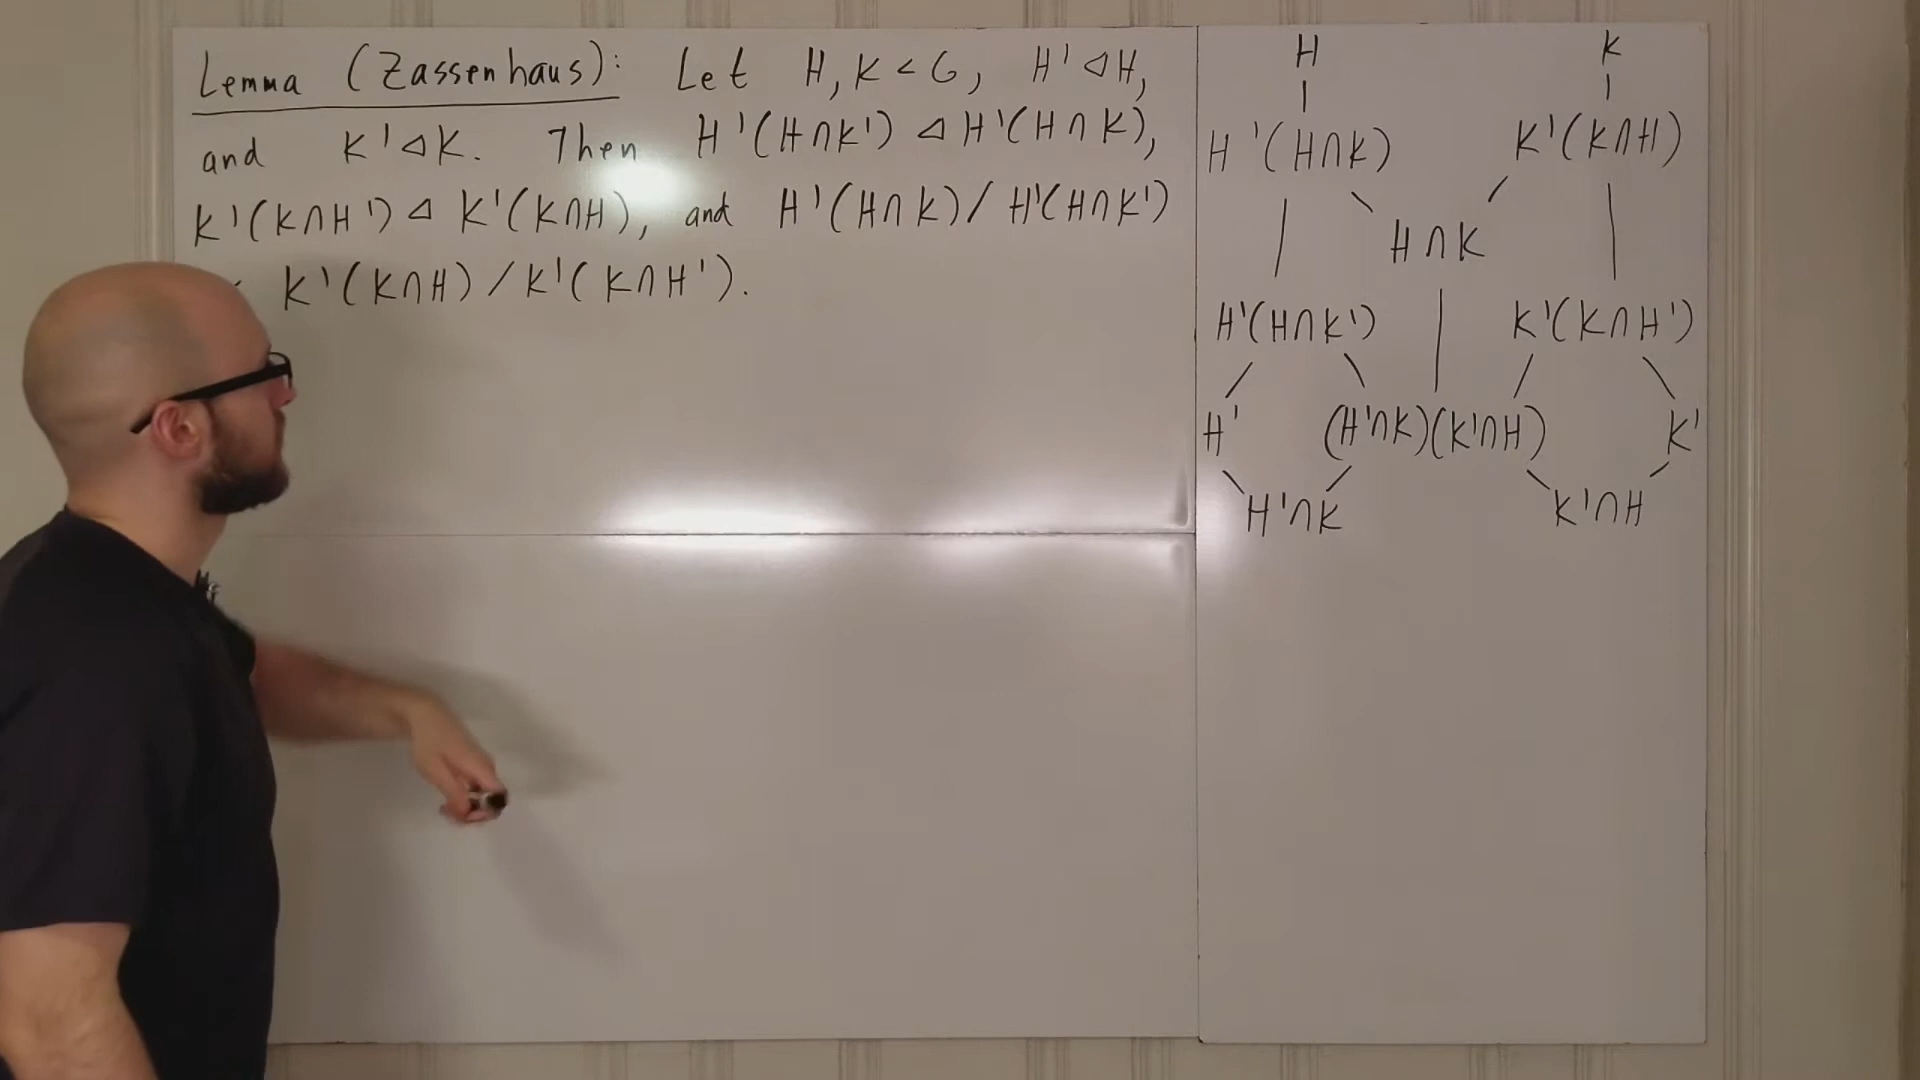 Lemma (Zassenhaus): Let H, K < G, H' ⊲ H,
and K' ⊲ K. Then H'(H∩K') ⊲ H'(H∩K),
K'(K∩H') ⊲ K'(K∩H), and H'(H∩K) / H'(H∩K')
K'(K∩H) / K'(K∩H').
H K
H'(H∩K) K'(K∩H)
H∩K
H'(H∩K') K'(K∩H')
H' (H'∩K)(K'∩H) K'
H'∩K K'∩H